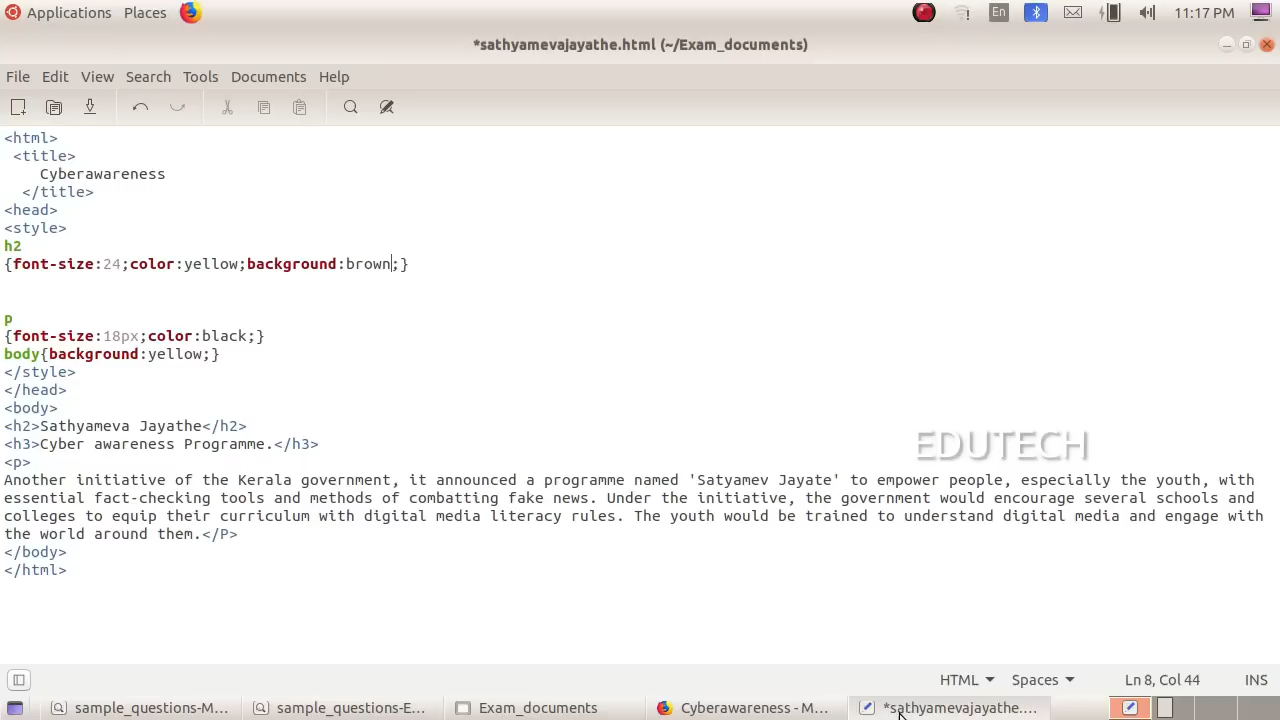 Applications Places En 11:17 PM
*sathyamevajayathe.html (~/Exam_documents)
File Edit View Search Tools Documents Help
<html>
<title>
Cyberawareness
</title>
<head>
<style>
h2
{font-size:24;color:yellow;background:brown;}
p
{font-size:18px;color:black;}
body{background:yellow;}
</style>
</head>
<body>
<h2>Sathyameva Jayathe</h2>
<h3>Cyber awareness Programme.</h3>
EDUTECH
<p>
Another initiative of the Kerala government, it announced a programme named 'Satyamev Jayate' to empower people, especially the youth, with
essential fact-checking tools and methods of combatting fake news. Under the initiative, the government would encourage several schools and
colleges to equip their curriculum with digital media literacy rules. The youth would be trained to understand digital media and engage with
the world around them.</P>
</body>
</html>
HTML Spaces Ln 8, Col 44 INS
sample_questions-M... sample_questions-E... Exam_documents Cyberawareness - M... *sathyamevajayathe....